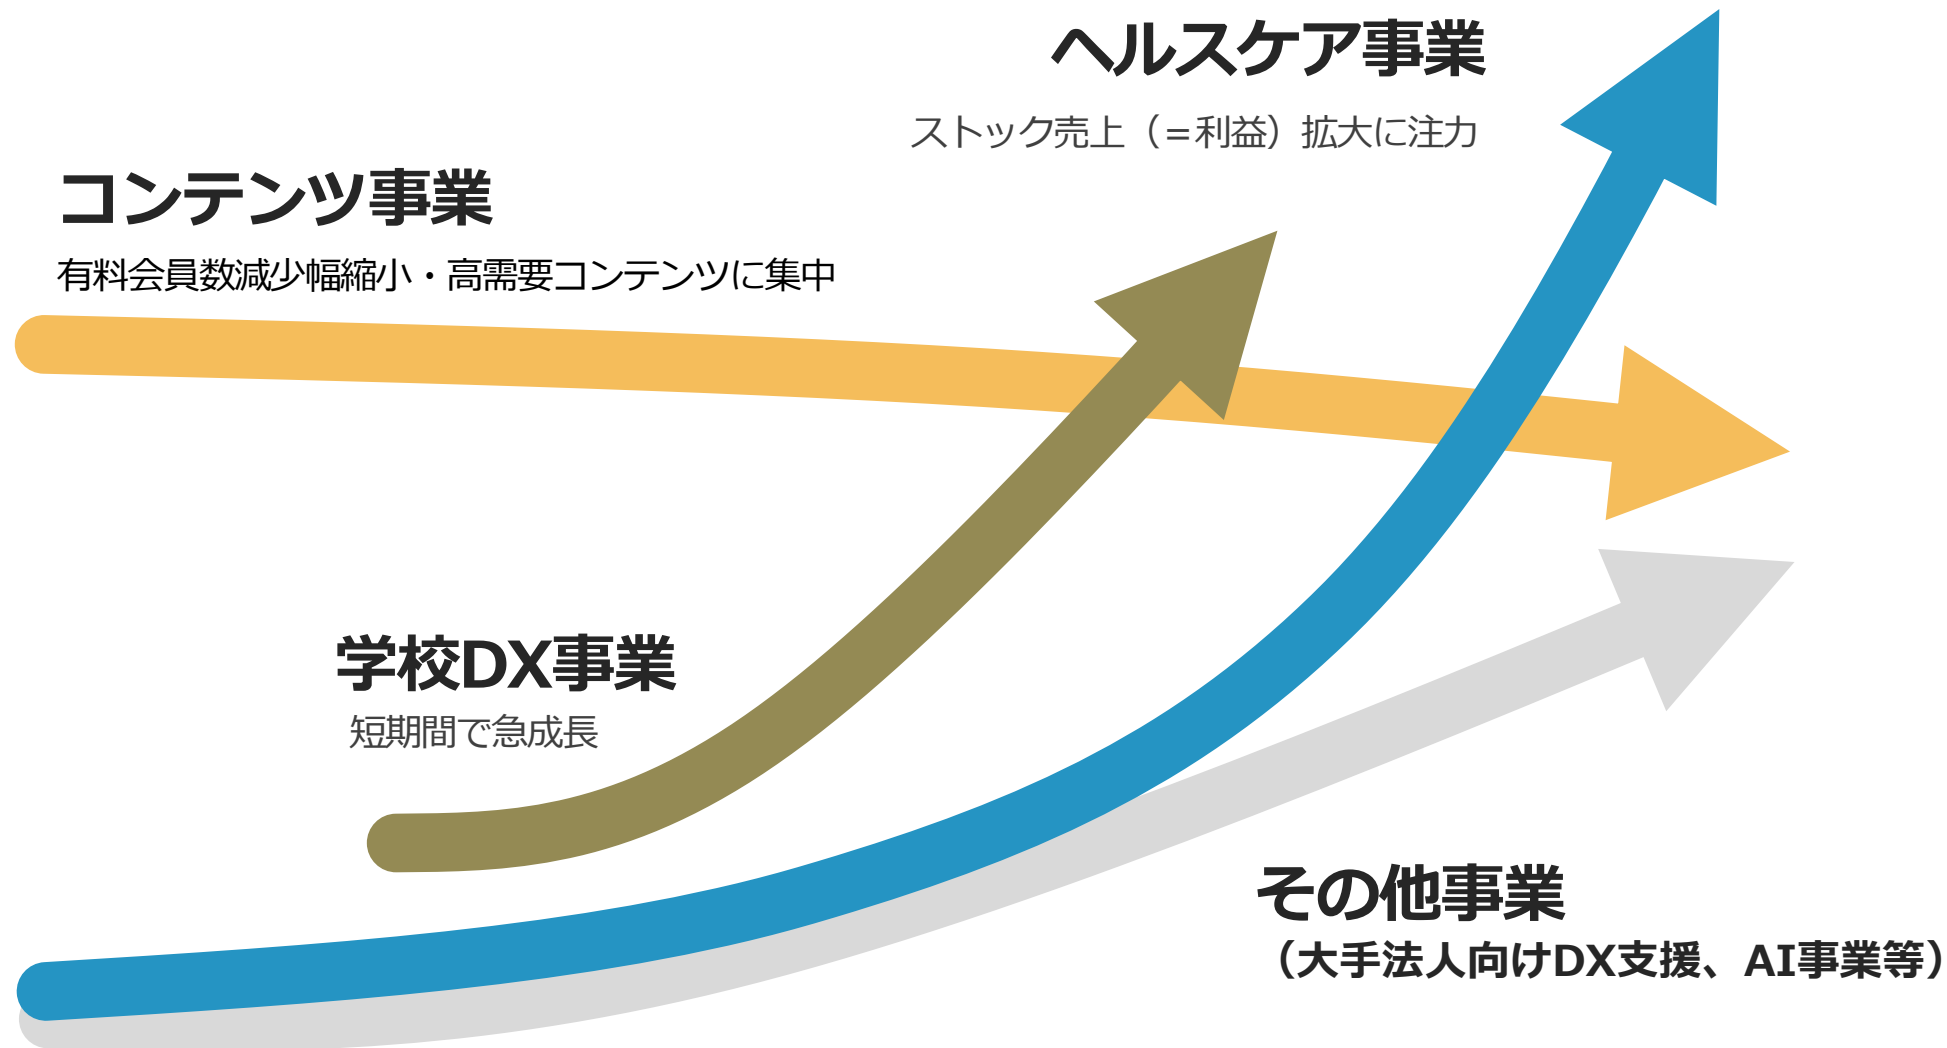 ヘルスケア事業
ストック売上（=利益）拡大に注力
コンテンツ事業
有料会員数減少幅縮小・高需要コンテンツに集中
学校DX事業
短期間で急成長
その他事業
（大手法人向けDX支援、AI事業等）